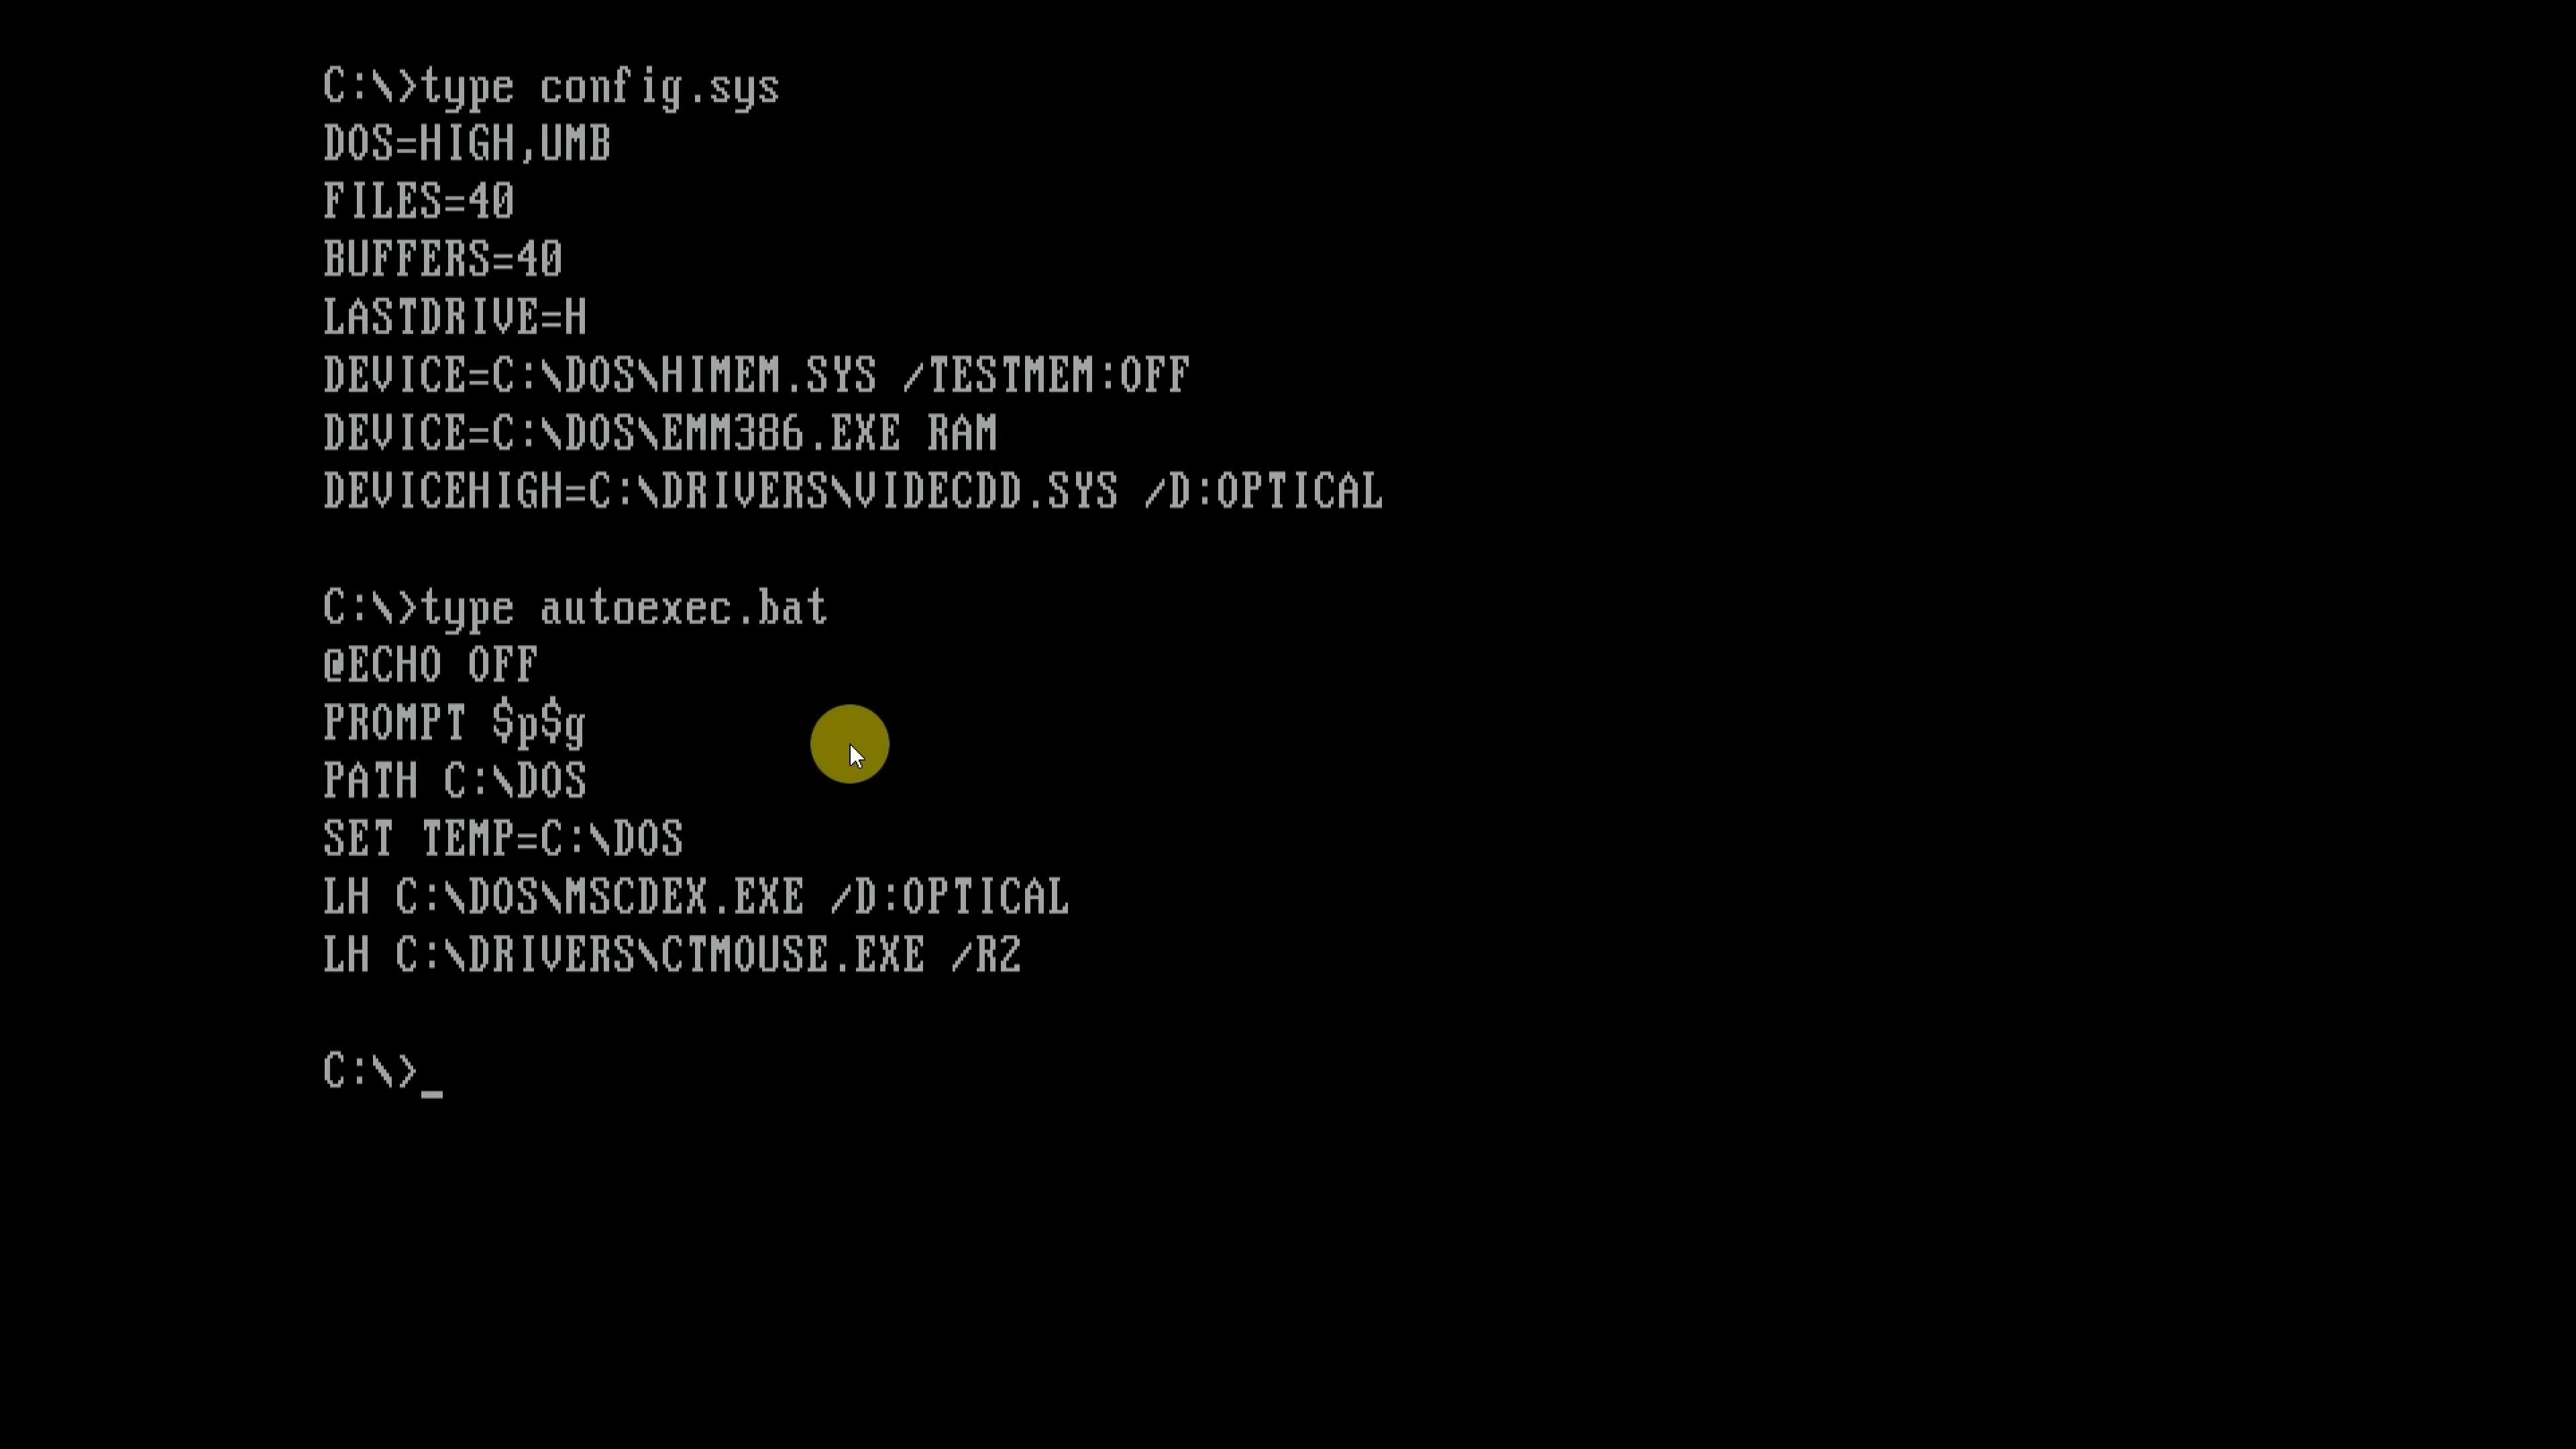 C:\>type config.sys
DOS=HIGH,UMB
FILES=40
BUFFERS=40
LASTDRIVE=H
DEVICE=C:\DOS\HIMEM.SYS /TESTMEM:OFF
DEVICE=C:\DOS\EMM386.EXE RAM
DEVICEHIGH=C:\DRIVERS\VIDECDD.SYS /D:OPTICAL
C:\>type autoexec.bat
@ECHO OFF
PROMPT $p$g
PATH C:\DOS
SET TEMP=C:\DOS
LH C:\DOS\MSCDEX.EXE /D:OPTICAL
LH C:\DRIVERS\CTMOUSE.EXE /R2
C:\>_